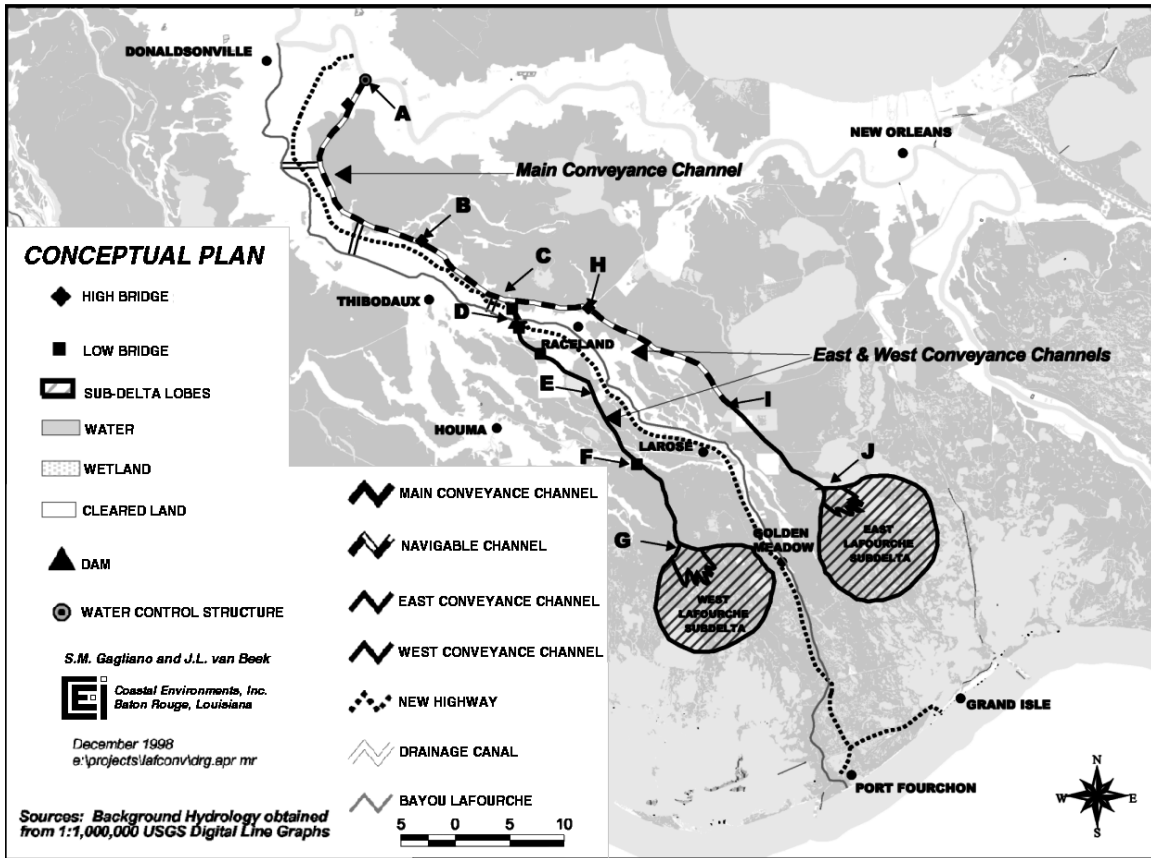 DONALDSONVILLE
A
NEW ORLEANS
Main Conveyance Channel
B
CONCEPTUAL PLAN
HIGH BRIDGE
LOW BRIDGE
SUB-DELTA LOBES
WATER
WETLAND
CLEARED LAND
DAM
WATER CONTROL STRUCTURE
S.M. Gagliano and J.L. van Beek
CEi
Coastal Environments, Inc.
Baton Rouge, Louisiana
December 1998
e:\projects\lafconv\drg.apr mr
Sources: Background Hydrology obtained
from 1:1,000,000 USGS Digital Line Graphs
C
H
THIBODAUX
D
RACELAND
East & West Conveyance Channels
E
I
HOUMA
LAROSE
F
J
G
GOLDEN
MEADOW
EAST
LAFOURCHE
SUBDELTA
WEST
LAFOURCHE
SUBDELTA
MAIN CONVEYANCE CHANNEL
NAVIGABLE CHANNEL
EAST CONVEYANCE CHANNEL
WEST CONVEYANCE CHANNEL
NEW HIGHWAY
DRAINAGE CANAL
BAYOU LAFOURCHE
5 0 5 10
GRAND ISLE
PORT FOURCHON
N
W E
S